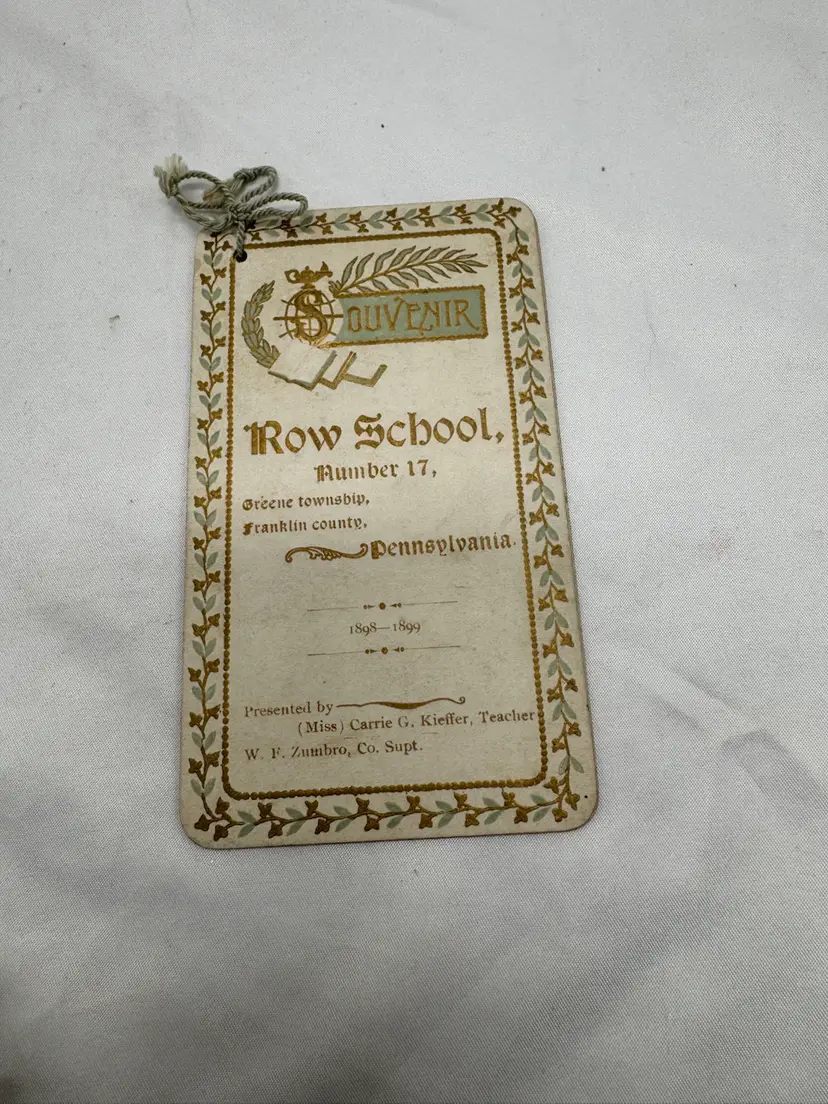 SOUVENIR
Row School,
Number 17,
Greene township,
Franklin county,
Pennsylvania.
1898—1899
Presented by
(Miss) Carrie G. Kieffer, Teacher
W. F. Zumbro, Co. Supt.